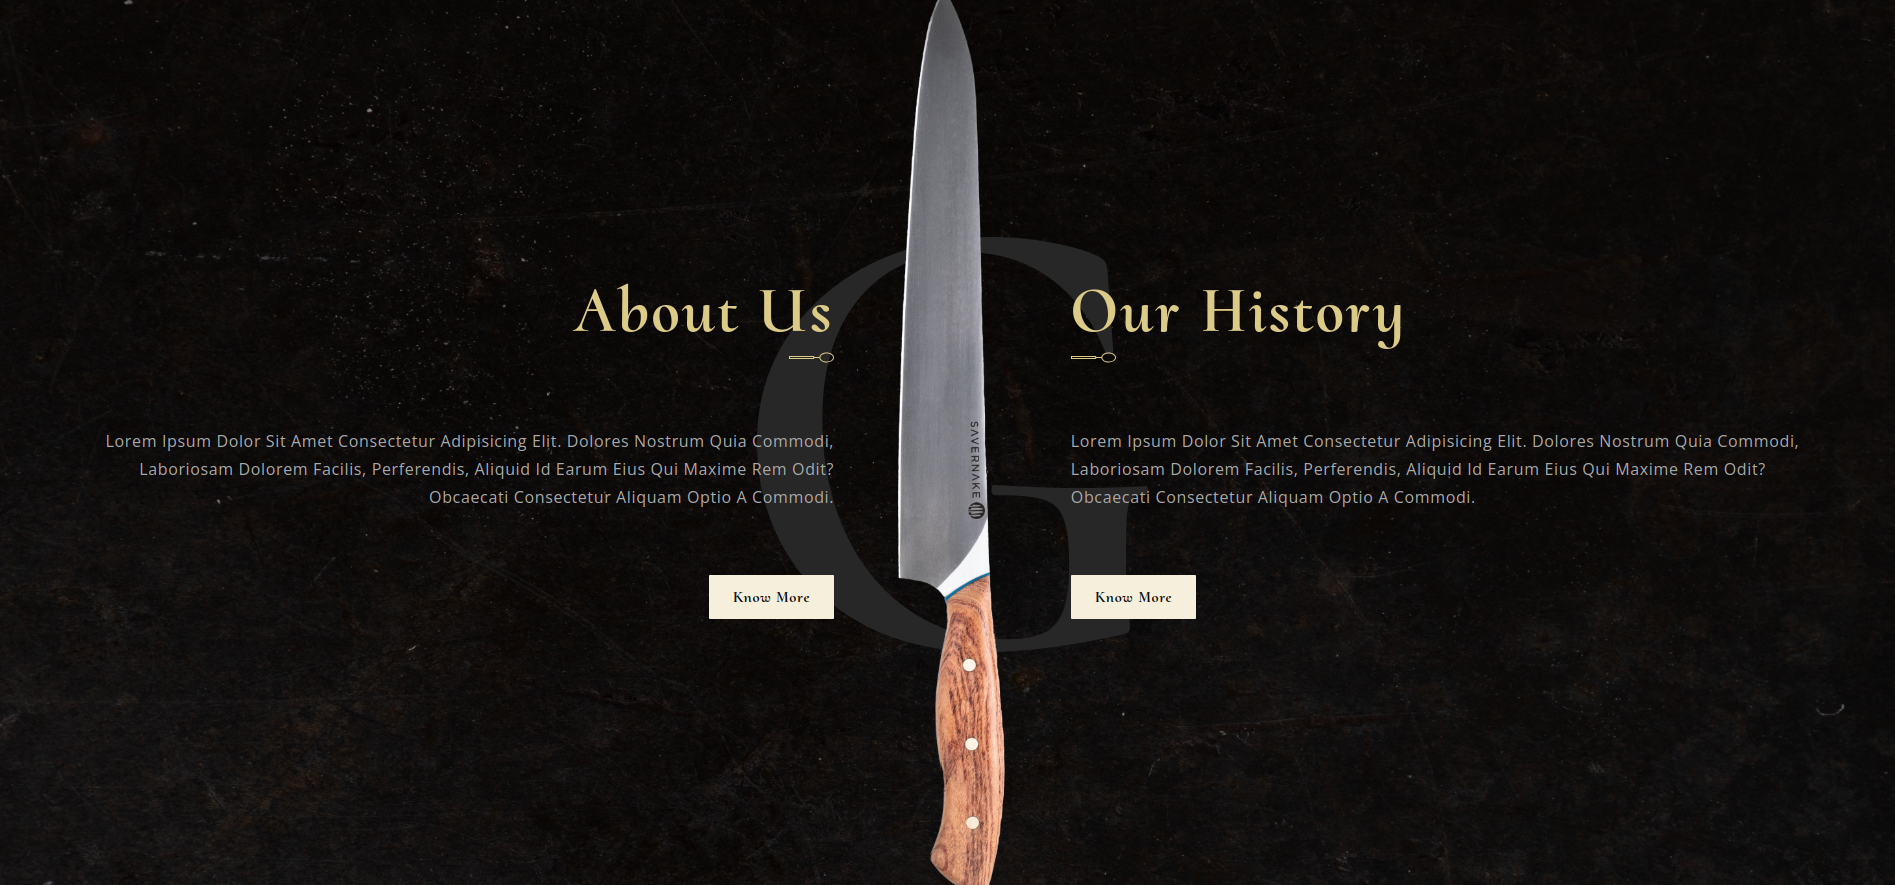 About Us
Lorem Ipsum Dolor Sit Amet Consectetur Adipisicing Elit. Dolores Nostrum Quia Commodi,
Laboriosam Dolorem Facilis, Perferendis, Aliquid Id Earum Eius Qui Maxime Rem Odit?
Obcaecati Consectetur Aliquam Optio A Commodi.
Know More
G
SAVERNAKE
Our History
Lorem Ipsum Dolor Sit Amet Consectetur Adipisicing Elit. Dolores Nostrum Quia Commodi,
Laboriosam Dolorem Facilis, Perferendis, Aliquid Id Earum Eius Qui Maxime Rem Odit?
Obcaecati Consectetur Aliquam Optio A Commodi.
Know More